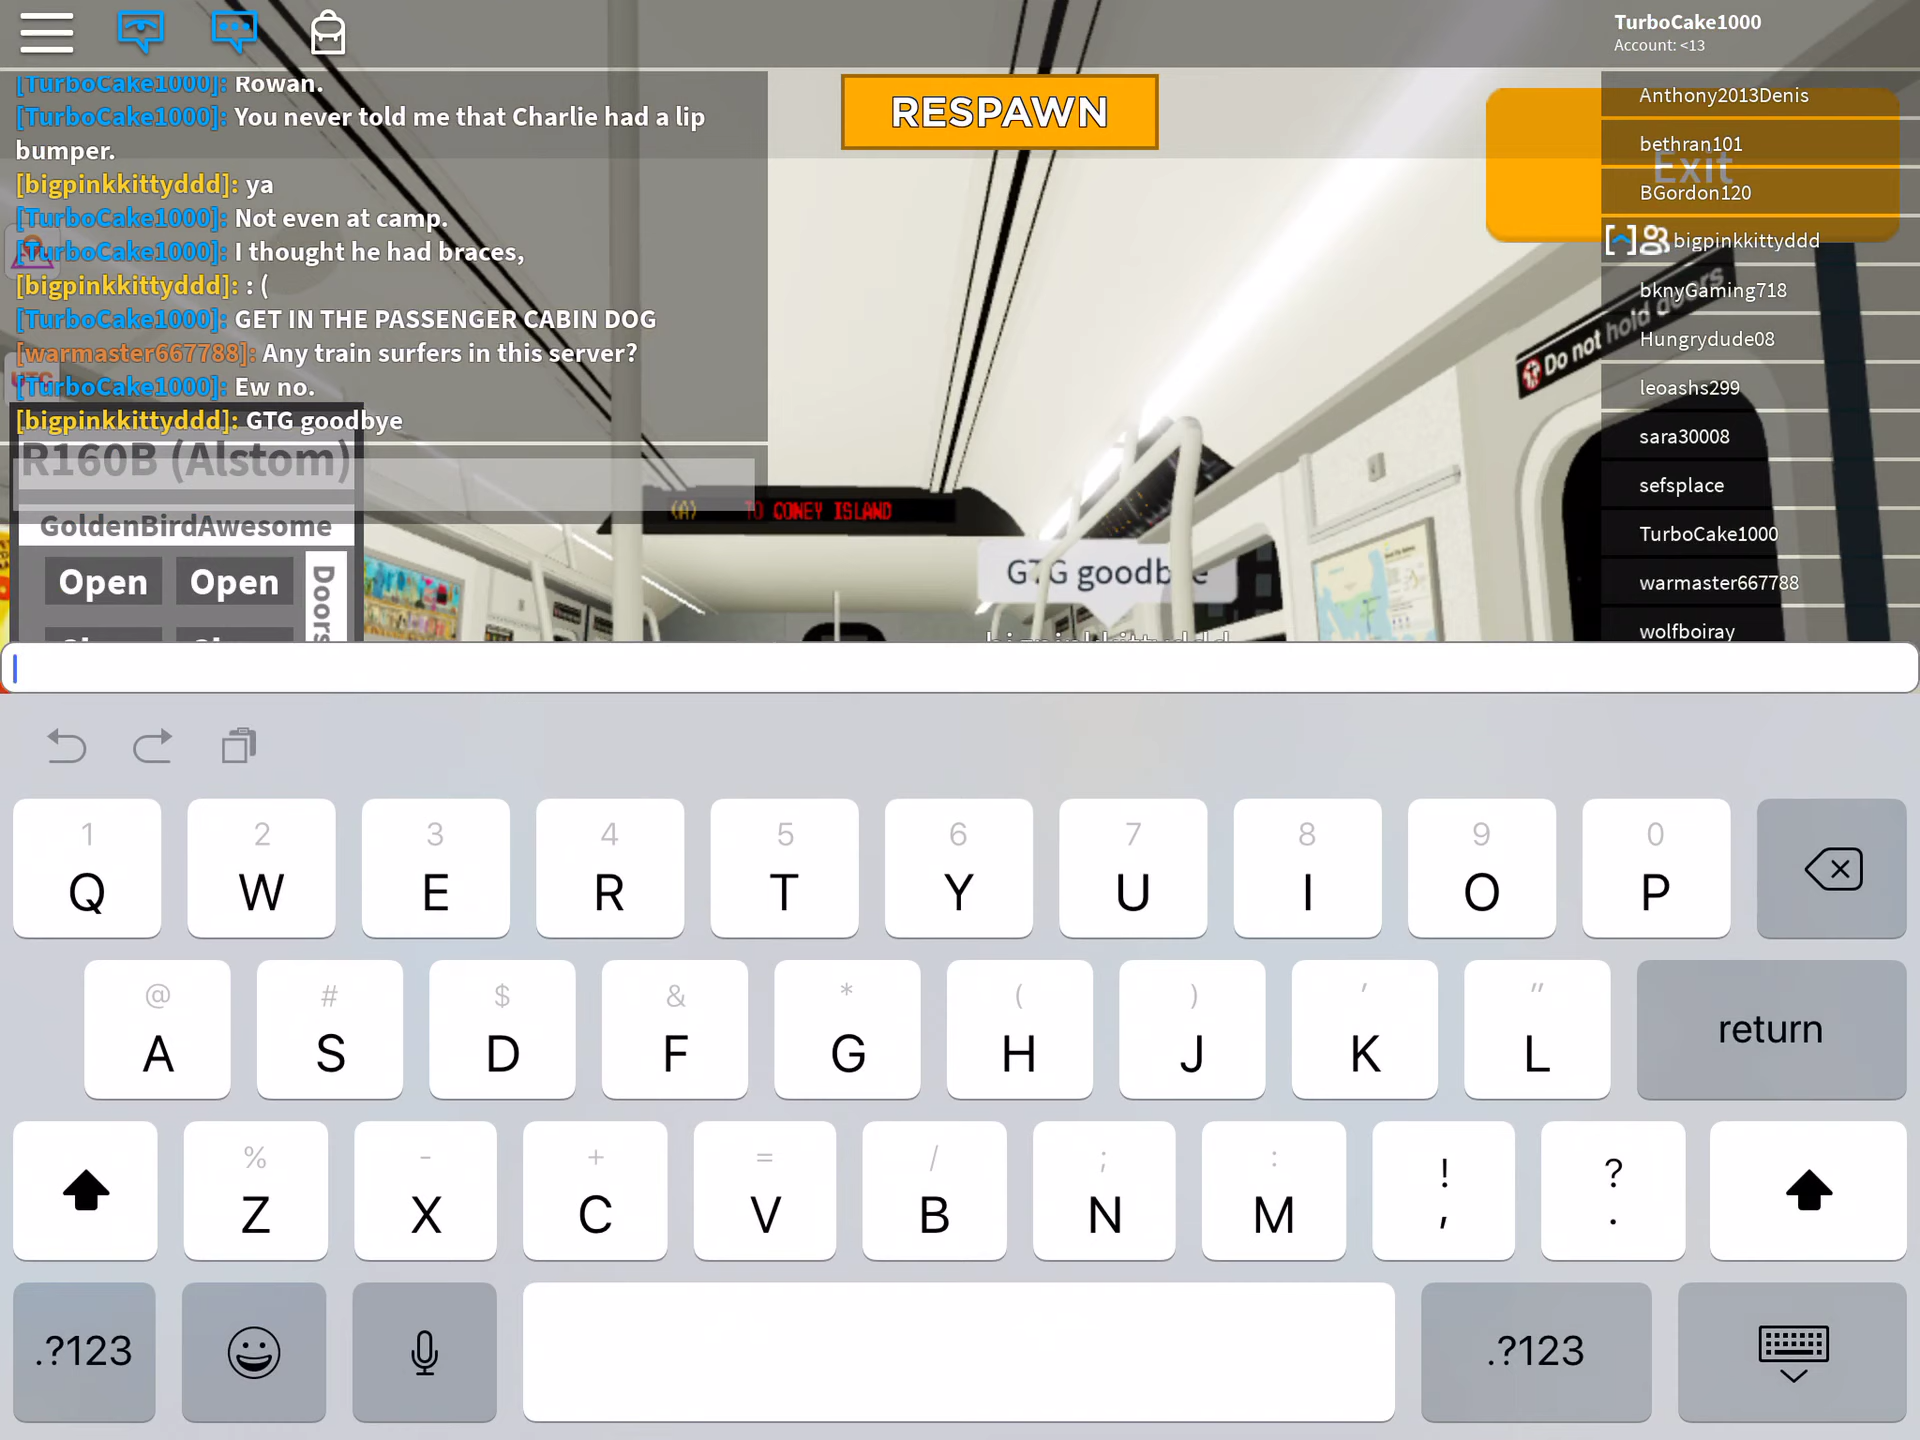 TurboCake1000
Account: <13
[TurboCake1000]: Rowan.
[TurboCake1000]: You never told me that Charlie had a lip
bumper.
[bigpinkkittyddd]: ya
[TurboCake1000]: Not even at camp.
[TurboCake1000]: I thought he had braces,
[bigpinkkittyddd]: : (
[TurboCake1000]: GET IN THE PASSENGER CABIN DOG
[warmaster667788]: Any train surfers in this server?
[TurboCake1000]: Ew no.
[bigpinkkittyddd]: GTG goodbye
RESPAWN
Exit
Anthony2013Denis
bethran101
BGordon120
bigpinkkittyddd
bknyGaming718
Hungrydude08
leoashs299
sara30008
sefsplace
TurboCake1000
warmaster667788
wolfboiray
Do not hold doors
R160B (Alstom)
GoldenBirdAwesome
Open Open
Doors
(A) TO CONEY ISLAND
GTG goodbye
bigpinkkittyddd
1 2 3 4 5 6 7 8 9 0
Q W E R T Y U I O P
@ # $ & * ( ) ' "
A S D F G H J K L return
% - + = / ; : ! ?
Z X C V B N M , .
.?123 .?123